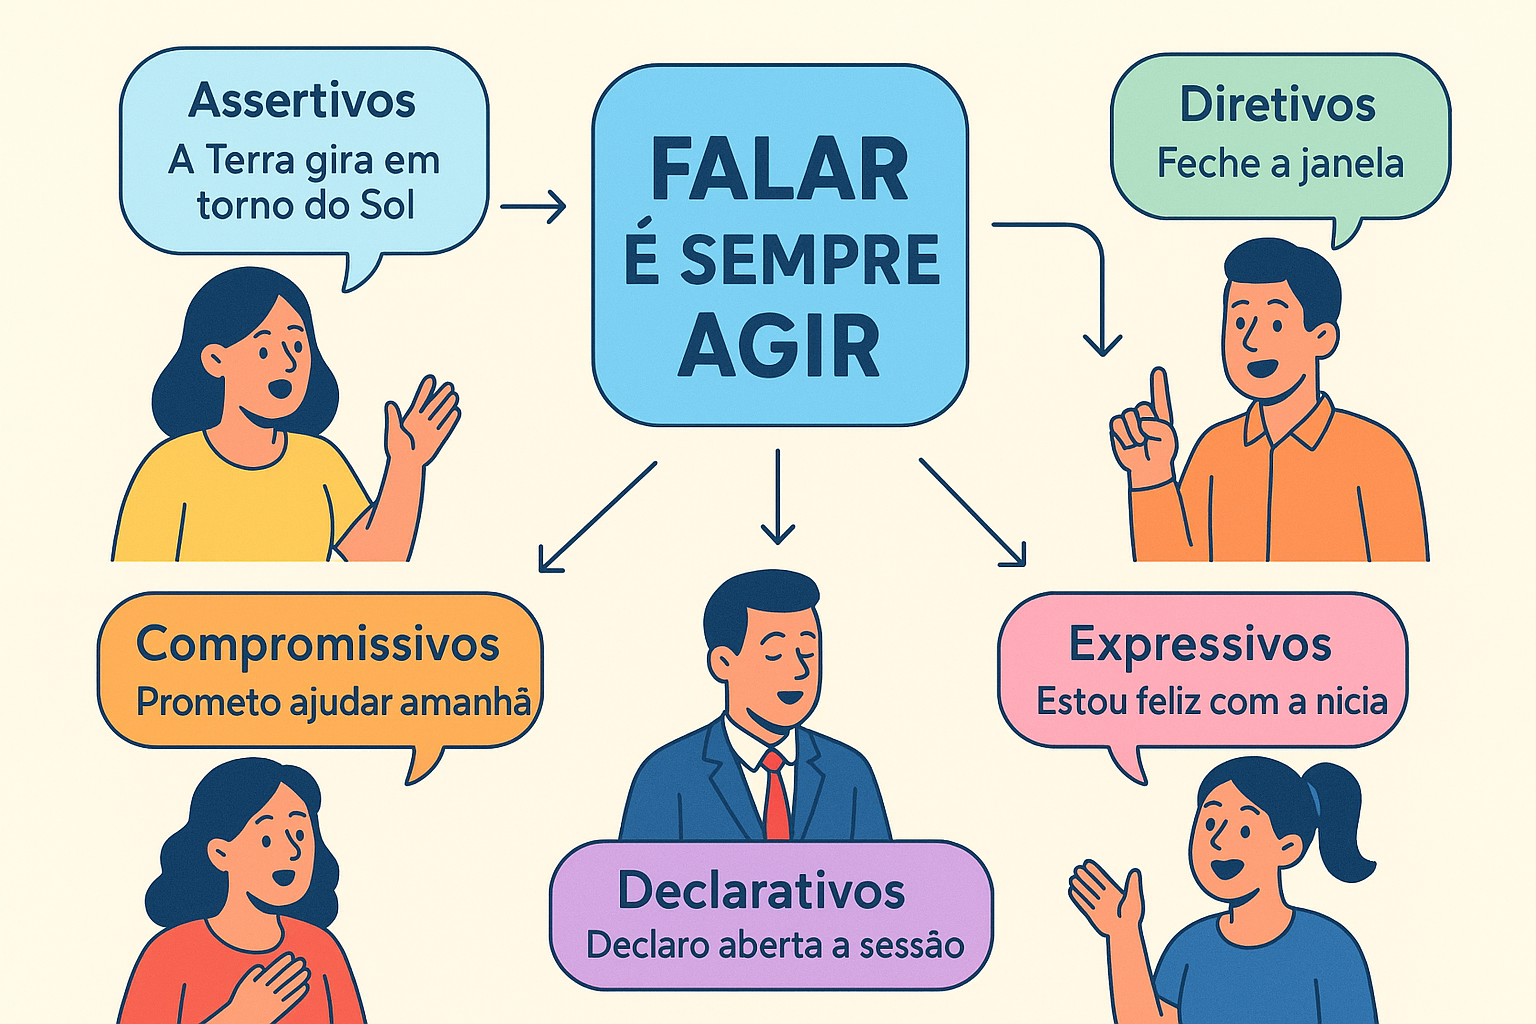 Assertivos
A Terra gira em
torno do Sol
FALAR
É SEMPRE
AGIR
Diretivos
Feche a janela
Compromissivos
Prometo ajudar amanhã
Expressivos
Estou feliz com a nicia
Declarativos
Declaro aberta a sessão